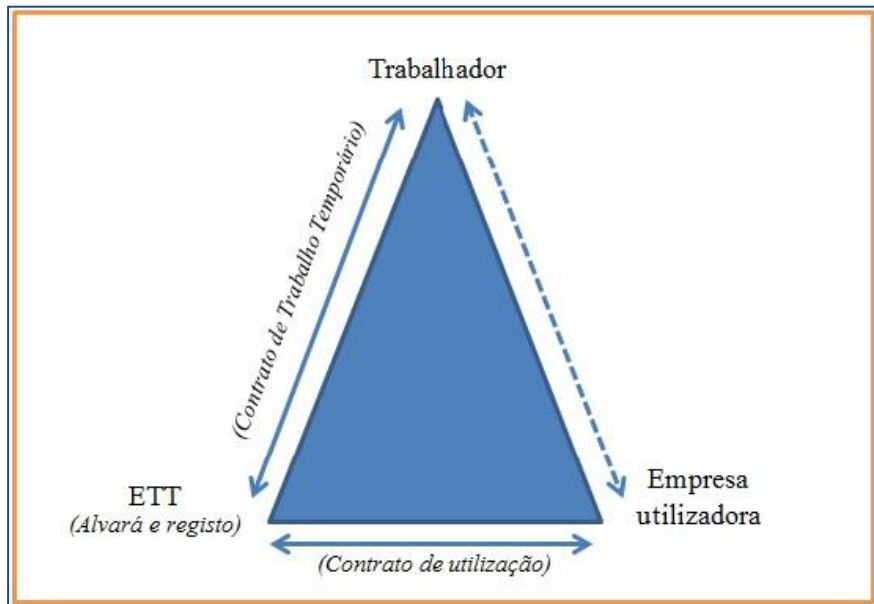 Trabalhador
(Contrato de Trabalho Temporário)
ETT
(Alvará e registo)
Empresa
utilizadora
(Contrato de utilização)